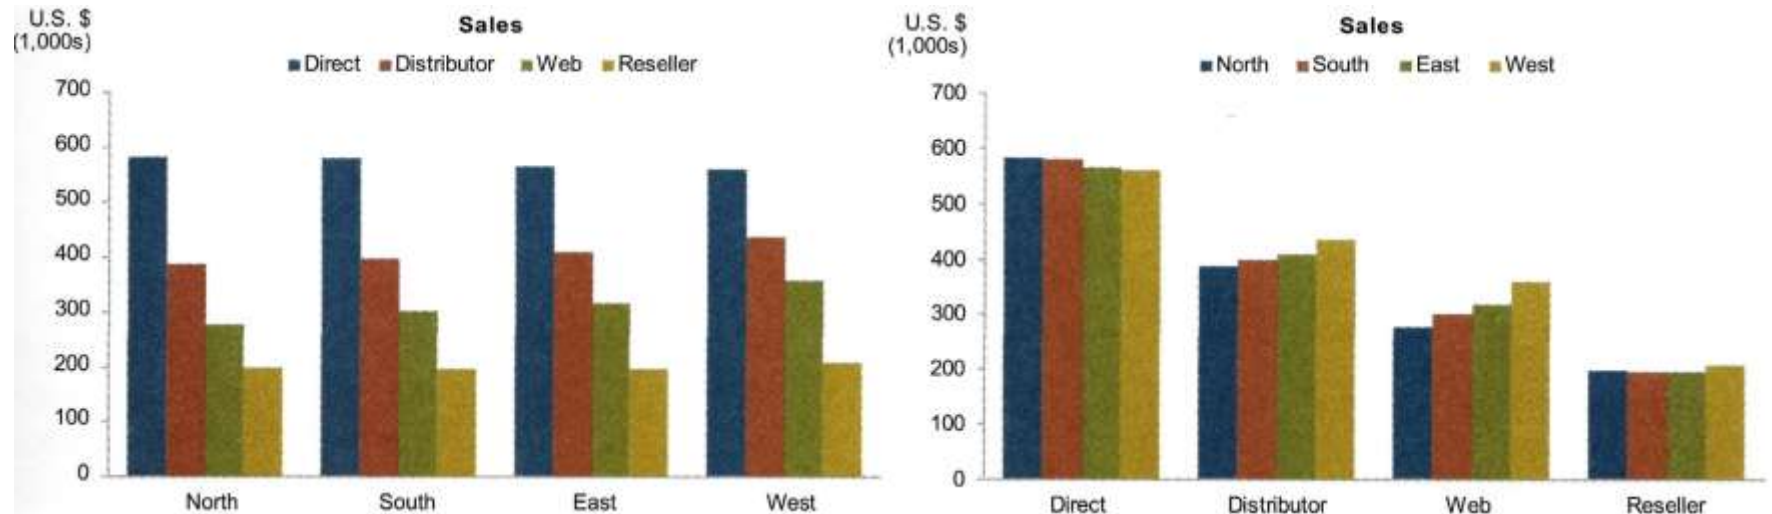 U.S. $
(1,000s)
Sales
Direct Distributor Web Reseller
700
600
500
400
300
200
100
0
North South East West
U.S. $
(1,000s)
Sales
North South East West
700
600
500
400
300
200
100
0
Direct Distributor Web Reseller